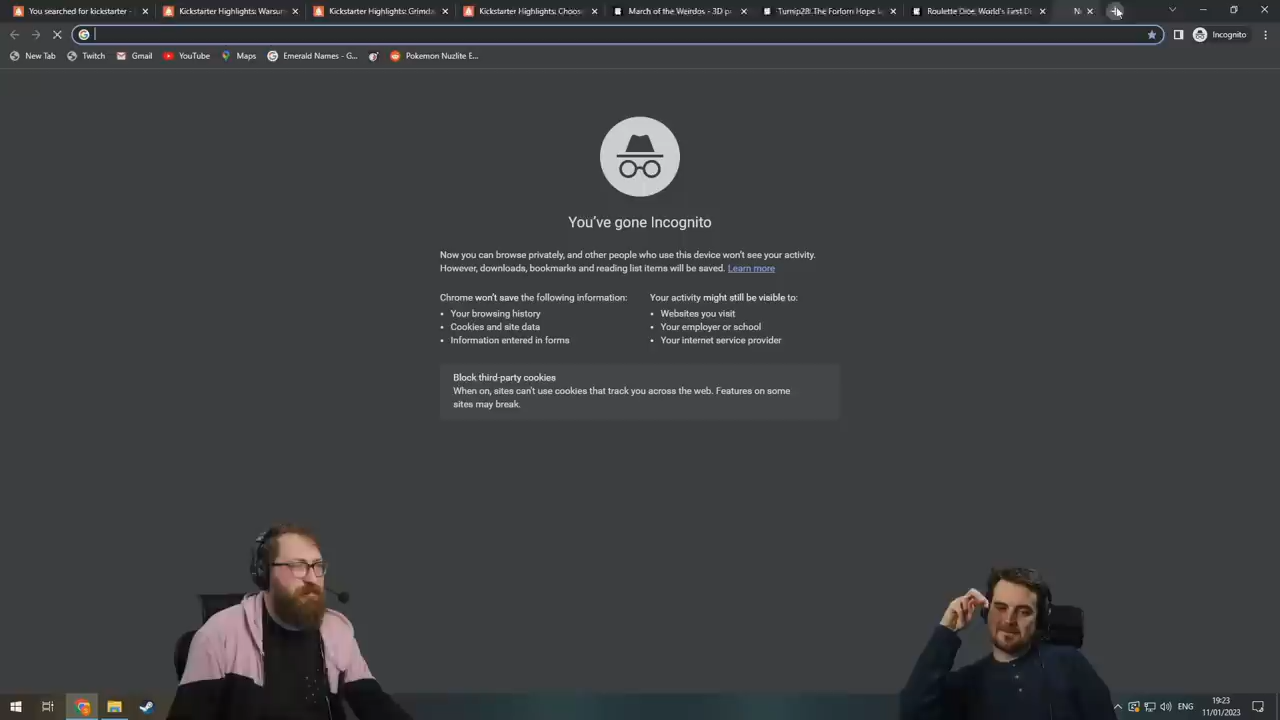 You searched for kickstarter -
Kickstarter Highlights: Warsurg
Kickstarter Highlights: Grimda
Kickstarter Highlights: Choose
March of the Weirdos - 3D p
Turnip28! The Forlorn Hope
Roulette Dice: World's First Di
Incognito
New Tab
Twitch
Gmail
YouTube
Maps
Emerald Names - G...
Pokemon Nuzlite E...
You've gone Incognito
Now you can browse privately, and other people who use this device won't see your activity.
However, downloads, bookmarks and reading list items will be saved. Learn more
Chrome won't save the following information:
• Your browsing history
• Cookies and site data
• Information entered in forms
Your activity might still be visible to:
• Websites you visit
• Your employer or school
• Your internet service provider
Block third-party cookies
When on, sites can't use cookies that track you across the web. Features on some
sites may break.
ENG
19:23
11/01/2023